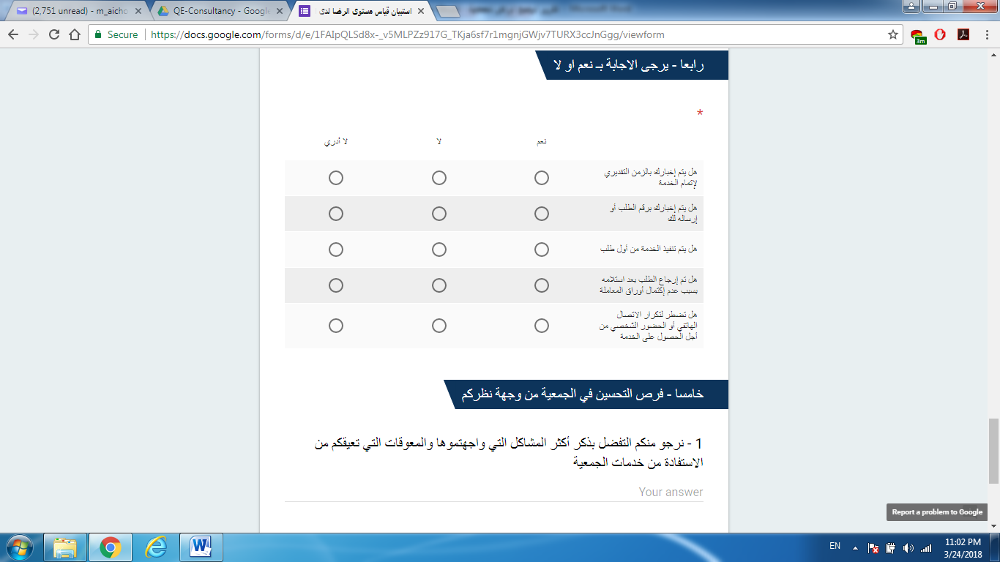 (2,751 unread) - m_aicho
QE-Consultancy - Google
استبيان قياس مستوى الرضا لدى
Secure
https://docs.google.com/forms/d/e/1FAIpQLSd8x-_v5MLPZz917G_TKja6sf7r1mgnjGWjv7TURX3ccJnGgg/viewform
3m
رابعا - يرجى الاجابة بـ نعم او لا
*
نعم لا لا أدري
هل يتم إخبارك بالزمن التقديري
لإتمام الخدمة
هل يتم إخبارك برقم الطلب أو
إرساله لك
هل يتم تنفيذ الخدمة من أول طلب
هل تم إرجاع الطلب بعد استلامه
بسبب عدم إكتمال أوراق المعاملة
هل تضطر لتكرار الاتصال
الهاتفي أو الحضور الشخصي من
أجل الحصول على الخدمة
خامسا - فرص التحسين في الجمعية من وجهة نظركم
1 - نرجو منكم التفضل بذكر أكثر المشاكل التي واجهتموها والمعوقات التي تعيقكم من
الاستفادة من خدمات الجمعية
Your answer
Report a problem to Google
EN
11:02 PM
3/24/2018